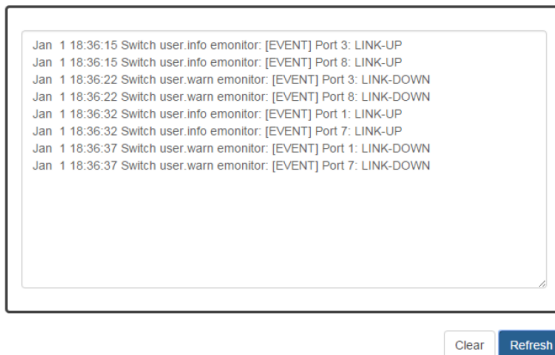 Jan  1 18:36:15 Switch user.info emonitor: [EVENT] Port 3: LINK-UP
Jan  1 18:36:15 Switch user.info emonitor: [EVENT] Port 8: LINK-UP
Jan  1 18:36:22 Switch user.warn emonitor: [EVENT] Port 3: LINK-DOWN
Jan  1 18:36:22 Switch user.warn emonitor: [EVENT] Port 8: LINK-DOWN
Jan  1 18:36:32 Switch user.info emonitor: [EVENT] Port 1: LINK-UP
Jan  1 18:36:32 Switch user.info emonitor: [EVENT] Port 7: LINK-UP
Jan  1 18:36:37 Switch user.warn emonitor: [EVENT] Port 1: LINK-DOWN
Jan  1 18:36:37 Switch user.warn emonitor: [EVENT] Port 7: LINK-DOWN
Clear Refresh